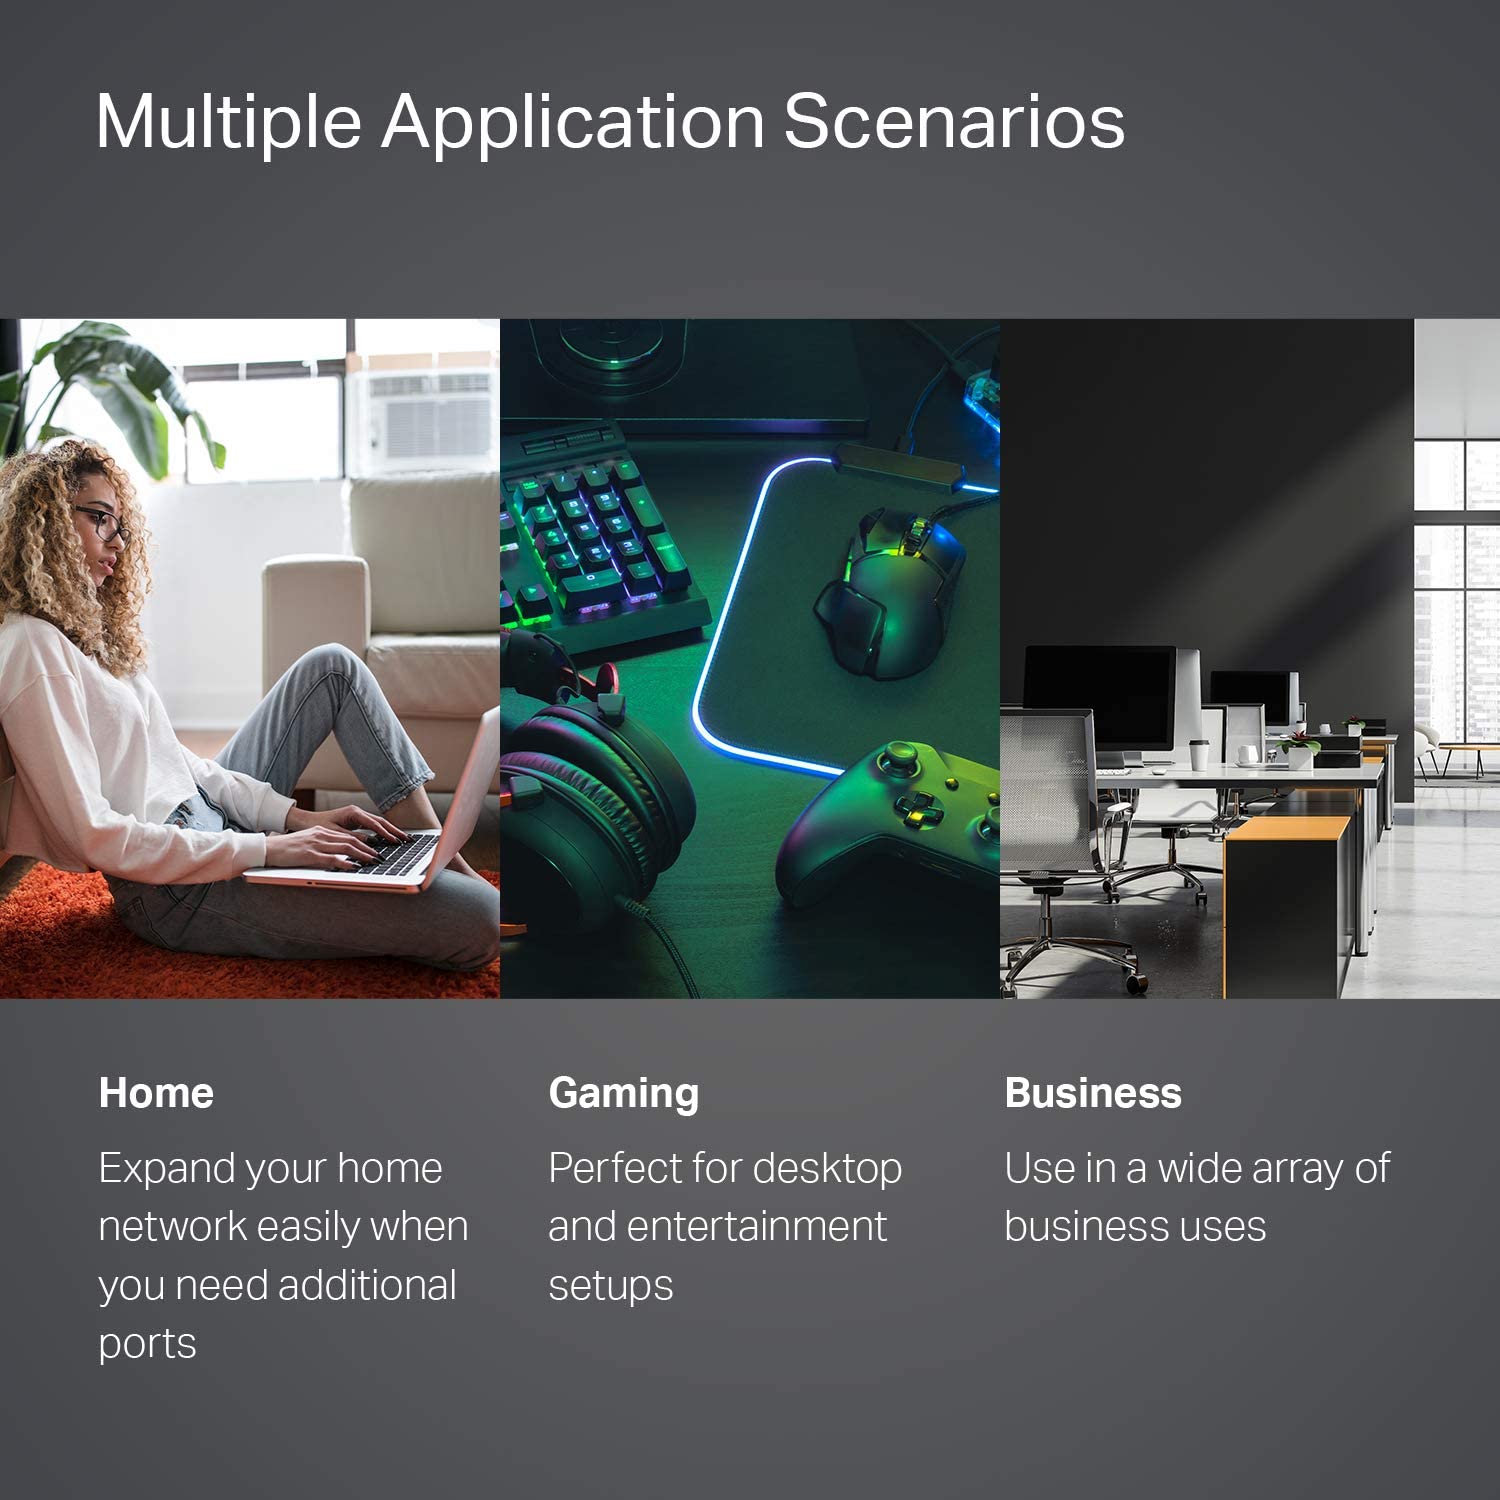 Multiple Application Scenarios
Home
Expand your home
network easily when
you need additional
ports
Gaming
Perfect for desktop
and entertainment
setups
Business
Use in a wide array of
business uses